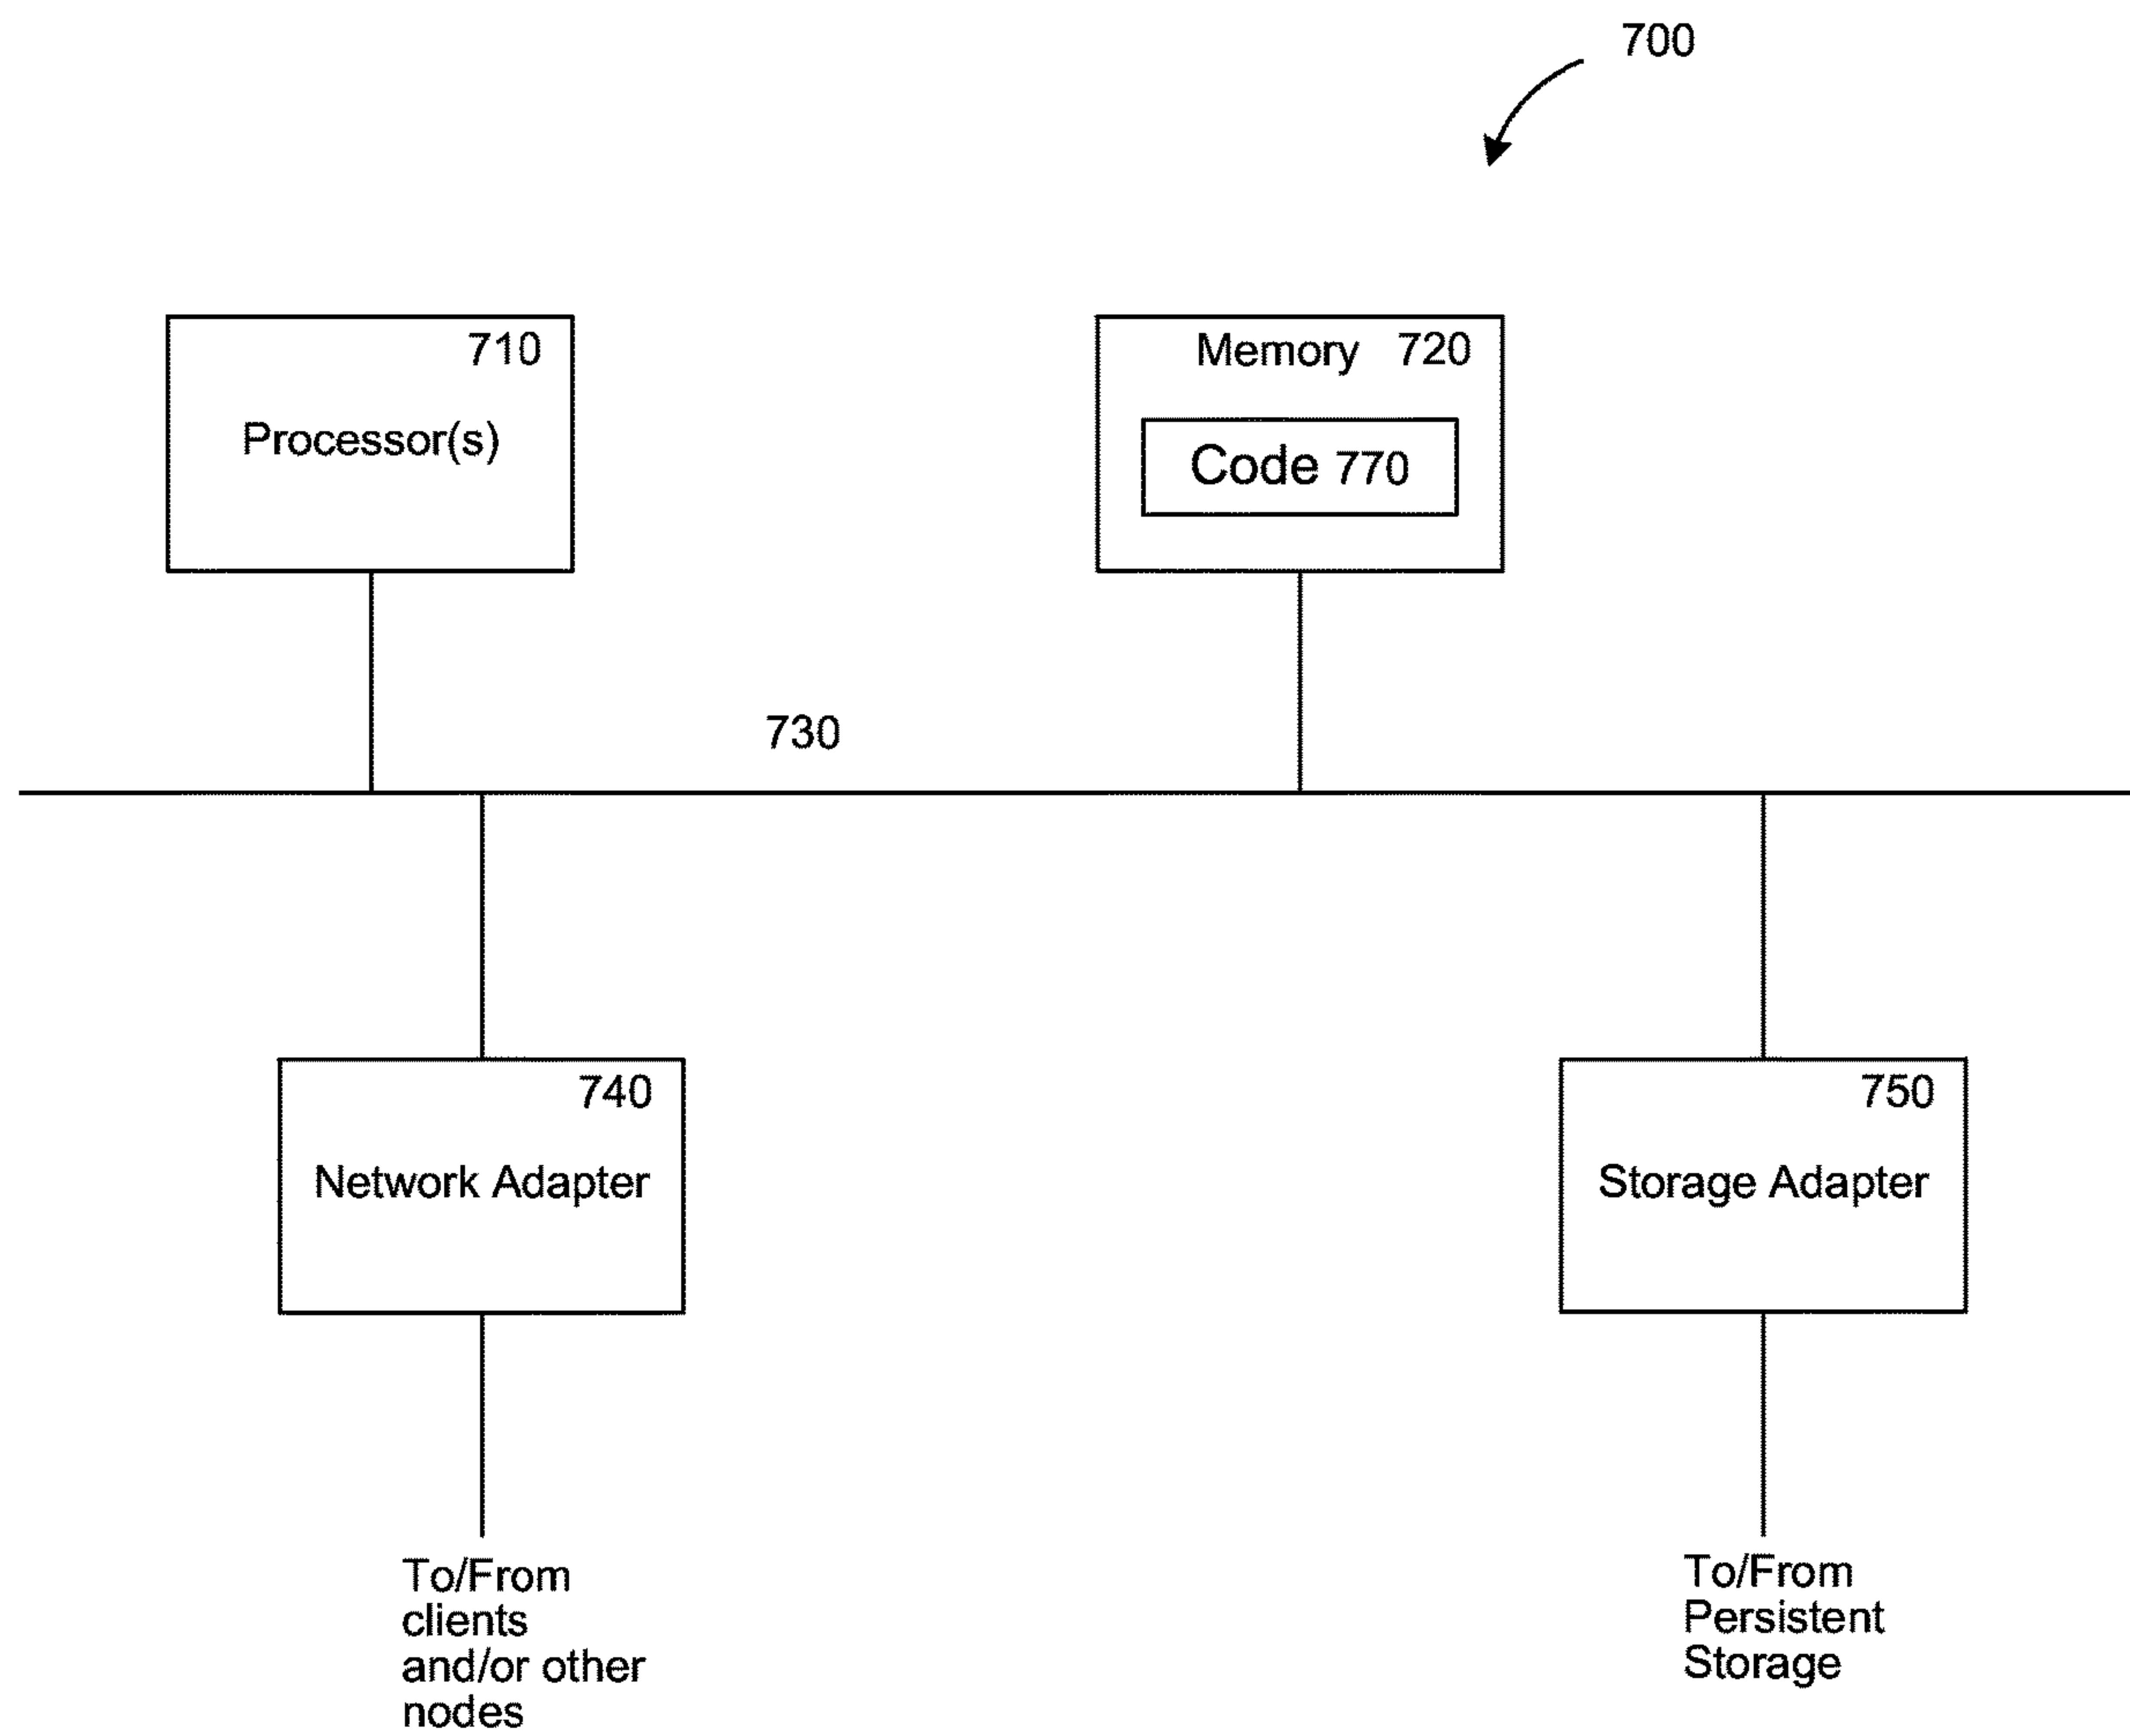 700
710
Processor(s)
Memory 720
Code 770
730
740
Network Adapter
750
Storage Adapter
To/From
clients
and/or other
nodes
To/From
Persistent
Storage